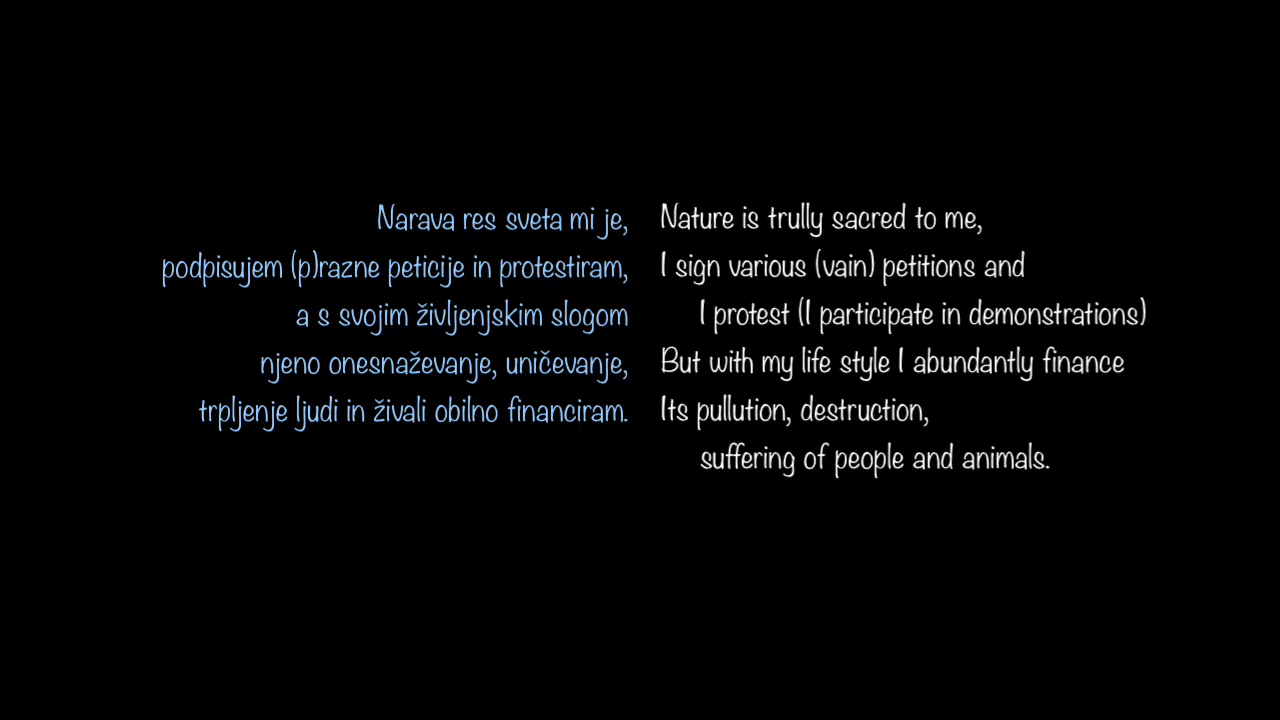 Narava res sveta mi je,
podpisujem (p)razne peticije in protestiram,
a s svojim življenjskim slogom
njeno onesnaževanje, uničevanje,
trpljenje ljudi in živali obilno financiram.
Nature is trully sacred to me,
I sign various (vain) petitions and
I protest (I participate in demonstrations)
But with my life style I abundantly finance
Its pullution, destruction,
suffering of people and animals.